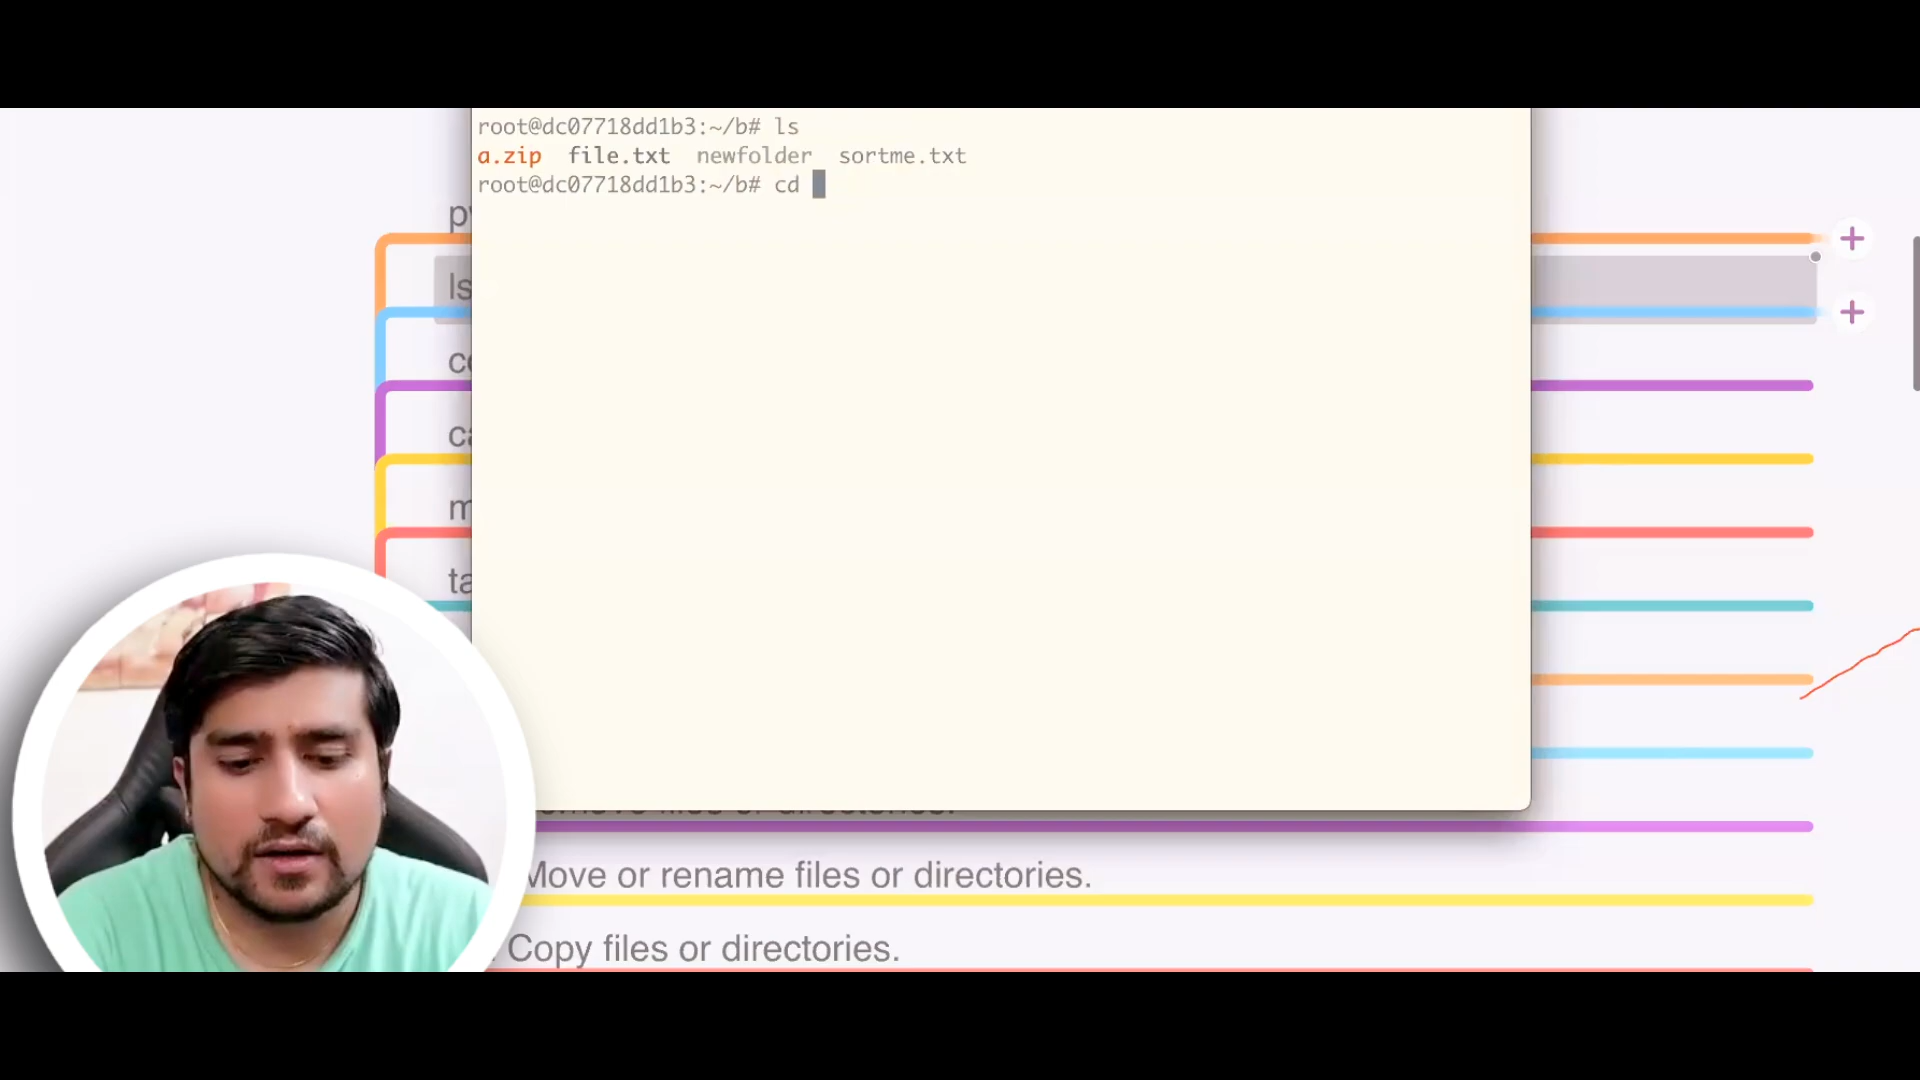 root@dc07718dd1b3:~/b# ls
a.zip file.txt newfolder sortme.txt
root@dc07718dd1b3:~/b# cd
ls
Move or rename files or directories.
Copy files or directories.